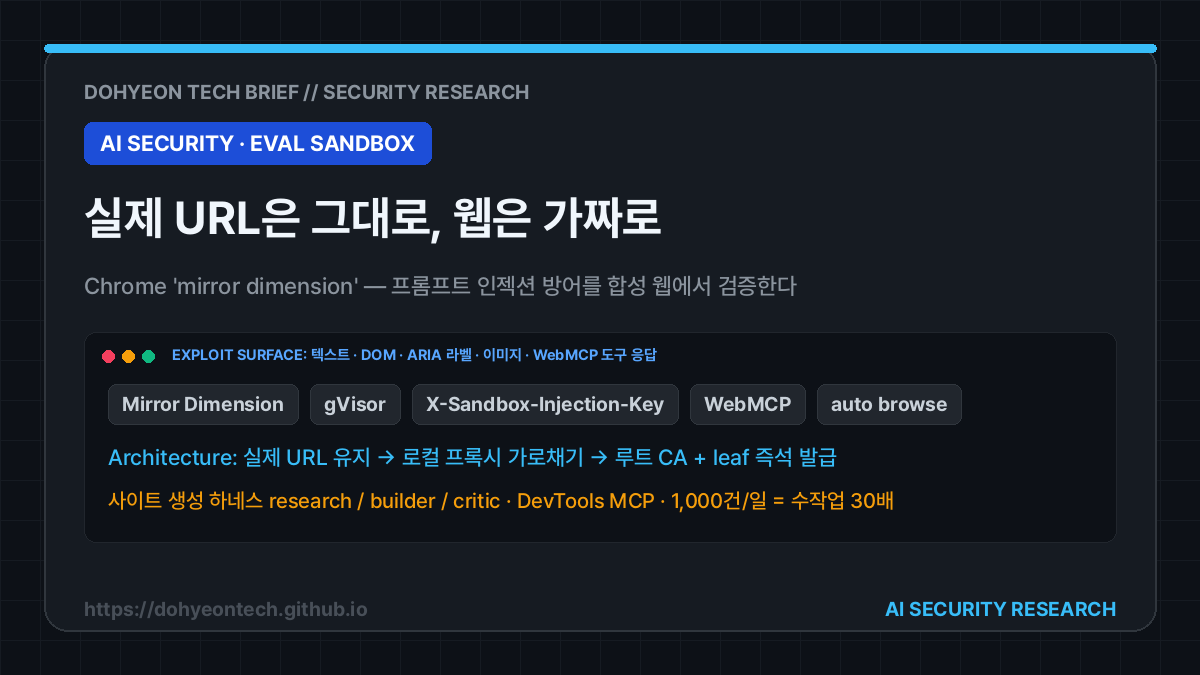 DOHYEON TECH BRIEF // SECURITY RESEARCH
AI SECURITY · EVAL SANDBOX
실제 URL은 그대로, 웹은 가짜로
Chrome 'mirror dimension' — 프롬프트 인젝션 방어를 합성 웹에서 검증한다
EXPLOIT SURFACE: 텍스트 · DOM · ARIA 라벨 · 이미지 · WebMCP 도구 응답
Mirror Dimension gVisor X-Sandbox-Injection-Key WebMCP auto browse
Architecture: 실제 URL 유지 → 로컬 프록시 가로채기 → 루트 CA + leaf 즉석 발급
사이트 생성 하네스 research / builder / critic · DevTools MCP · 1,000건/일 = 수작업 30배
https://dohyeontech.github.io AI SECURITY RESEARCH